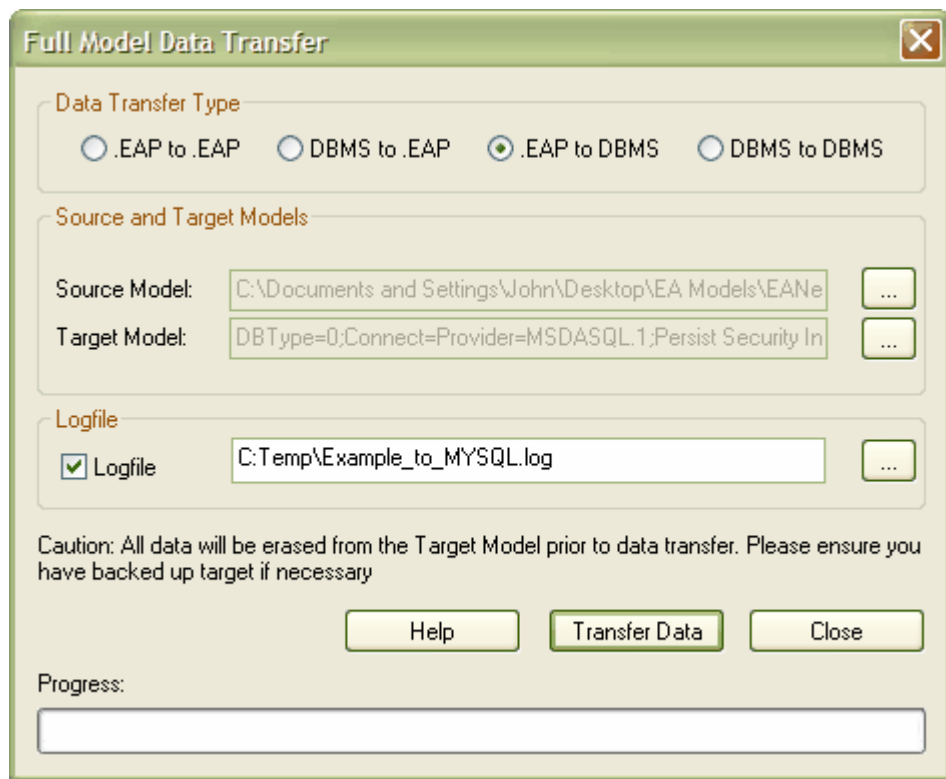 Full Model Data Transfer
Data Transfer Type
.EAP to .EAP DBMS to .EAP .EAP to DBMS DBMS to DBMS
Source and Target Models
Source Model: C:\Documents and Settings\John\Desktop\EA Models\EANe ...
Target Model: DBType=0;Connect=Provider=MSDASQL.1;Persist Security In ...
Logfile
Logfile C:Temp\Example_to_MYSQL.log ...
Caution: All data will be erased from the Target Model prior to data transfer. Please ensure you
have backed up target if necessary
Help Transfer Data Close
Progress: